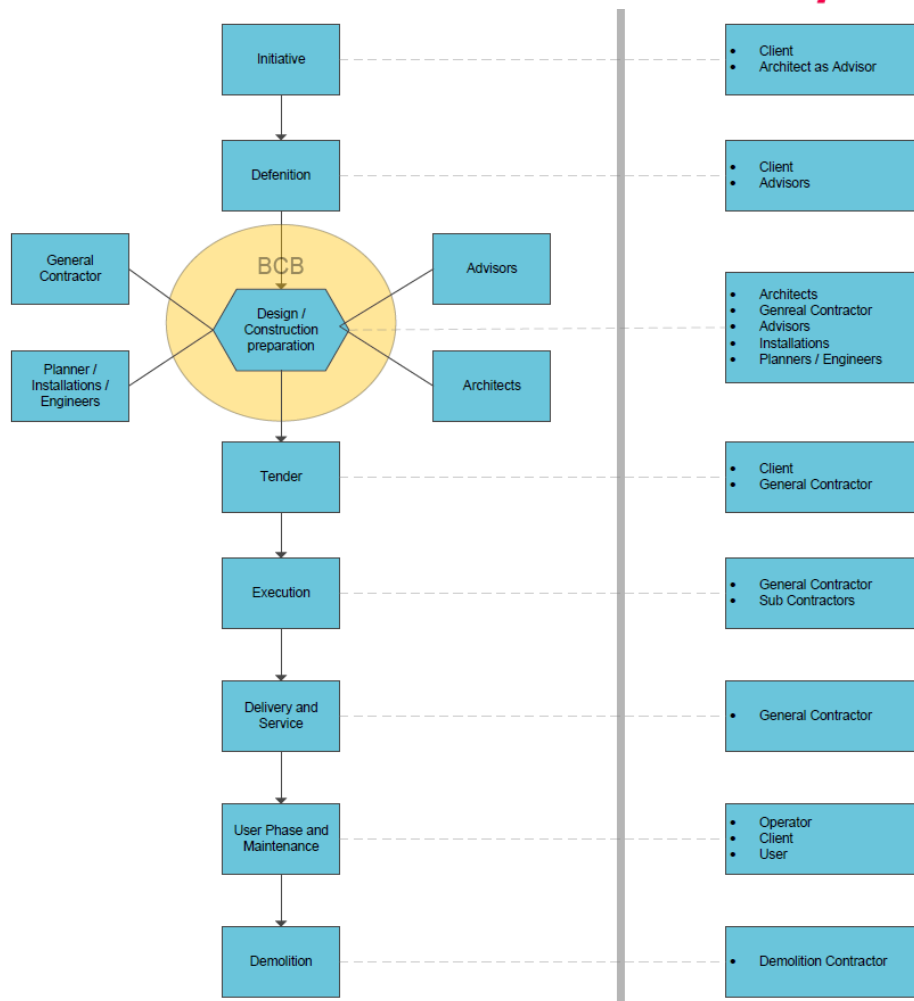 Initiative
• Client
• Architect as Advisor
Defenition
• Client
• Advisors
General
Contractor
BCB
Advisors
Design /
Construction
preparation
• Architects
• Genreal Contractor
• Advisors
• Installations
• Planners / Engineers
Planner /
Installations /
Engineers
Architects
Tender
• Client
• General Contractor
Execution
• General Contractor
• Sub Contractors
Delivery and
Service
• General Contractor
User Phase and
Maintenance
• Operator
• Client
• User
Demolition
• Demolition Contractor